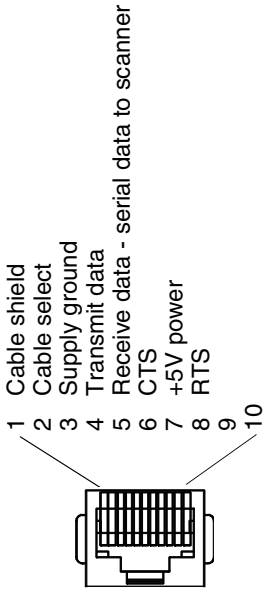 1 Cable shield
2 Cable select
3 Supply ground
4 Transmit data
5 Receive data - serial data to scanner
6 CTS
7 +5V power
8 RTS
9
10